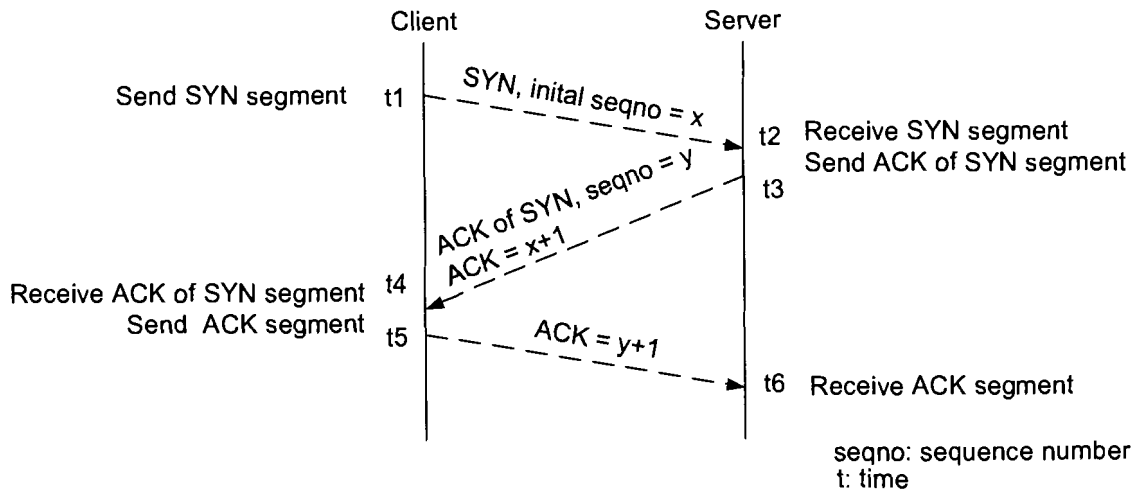 Client
Server
Send SYN segment
t1
SYN, inital seqno = x
t2
Receive SYN segment
Send ACK of SYN segment
t3
ACK of SYN, seqno = y
ACK = x+1
t4
Receive ACK of SYN segment
Send ACK segment
t5
ACK = y+1
t6
Receive ACK segment
seqno: sequence number
t: time